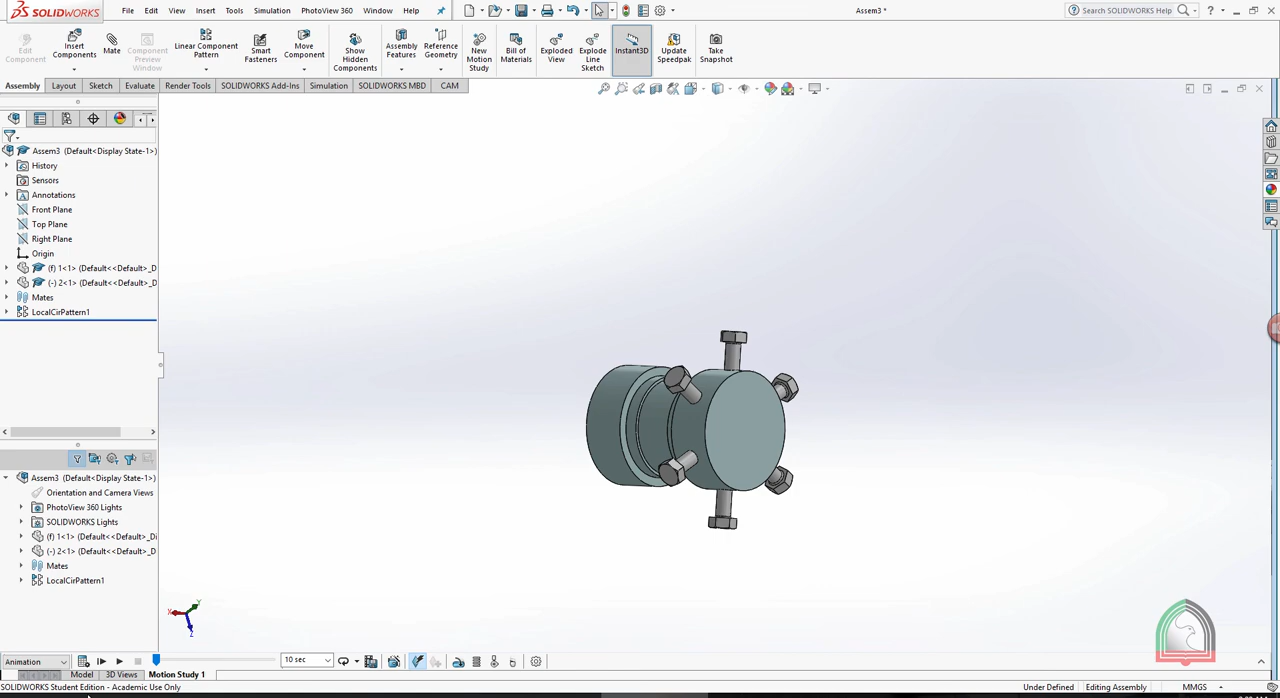 SOLIDWORKS File Edit View Insert Tools Simulation PhotoView 360 Window Help Assem3 * Search SOLIDWORKS Help
Edit Component
Insert Components
Mate
Component Preview Window
Linear Component Pattern
Smart Fasteners
Move Component
Show Hidden Components
Assembly Features
Reference Geometry
New Motion Study
Bill of Materials
Exploded View
Explode Line Sketch
Instant3D
Update Speedpak
Take Snapshot
Assembly Layout Sketch Evaluate Render Tools SOLIDWORKS Add-Ins Simulation SOLIDWORKS MBD CAM
Assem3 (Default<Display State-1>)
History
Sensors
Annotations
Front Plane
Top Plane
Right Plane
Origin
(f) 1<1> (Default<<Default>_D
(-) 2<1> (Default<<Default>_D
Mates
LocalCirPattern1
Assem3 (Default<Display State-1>)
Orientation and Camera Views
PhotoView 360 Lights
SOLIDWORKS Lights
(f) 1<1> (Default<<Default>_Di
(-) 2<1> (Default<<Default>_D
Mates
LocalCirPattern1
X Y Z
Animation 10 sec
Model 3D Views Motion Study 1
SOLIDWORKS Student Edition - Academic Use Only Under Defined Editing Assembly MMGS